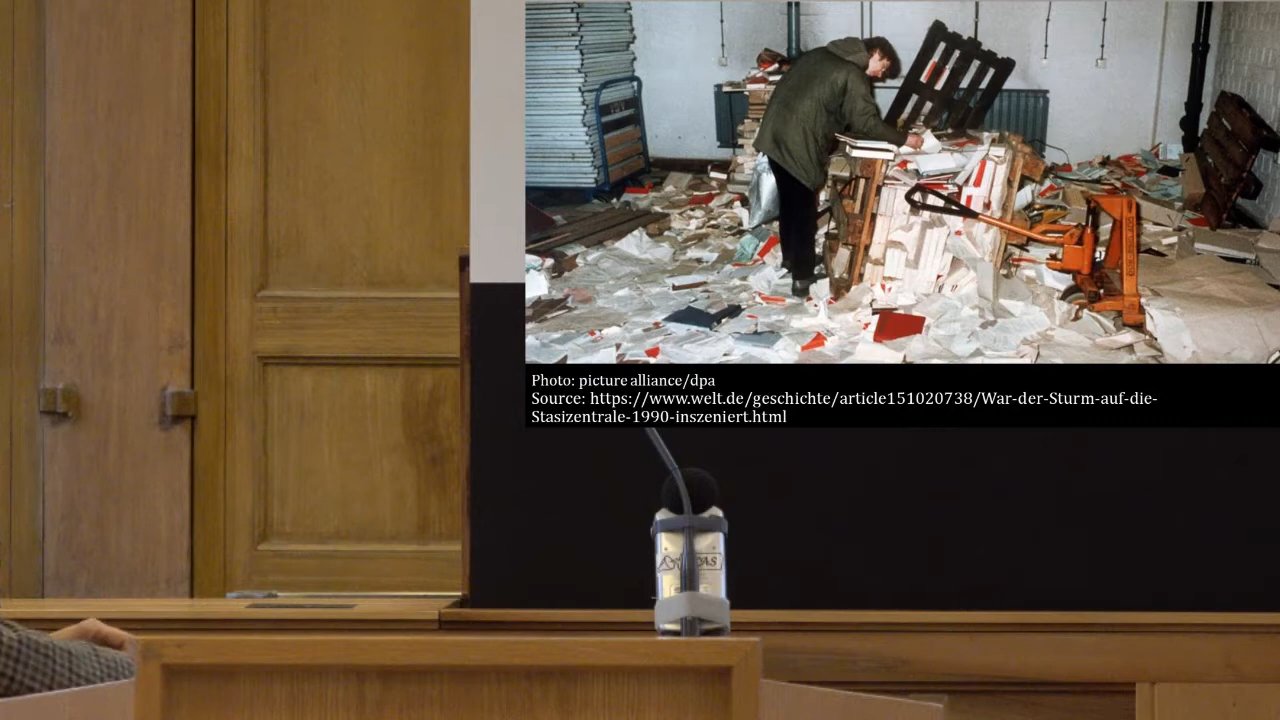 Photo: picture alliance/dpa
Source: https://www.welt.de/geschichte/article151020738/War-der-Sturm-auf-die-
Stasizentrale-1990-inszeniert.html